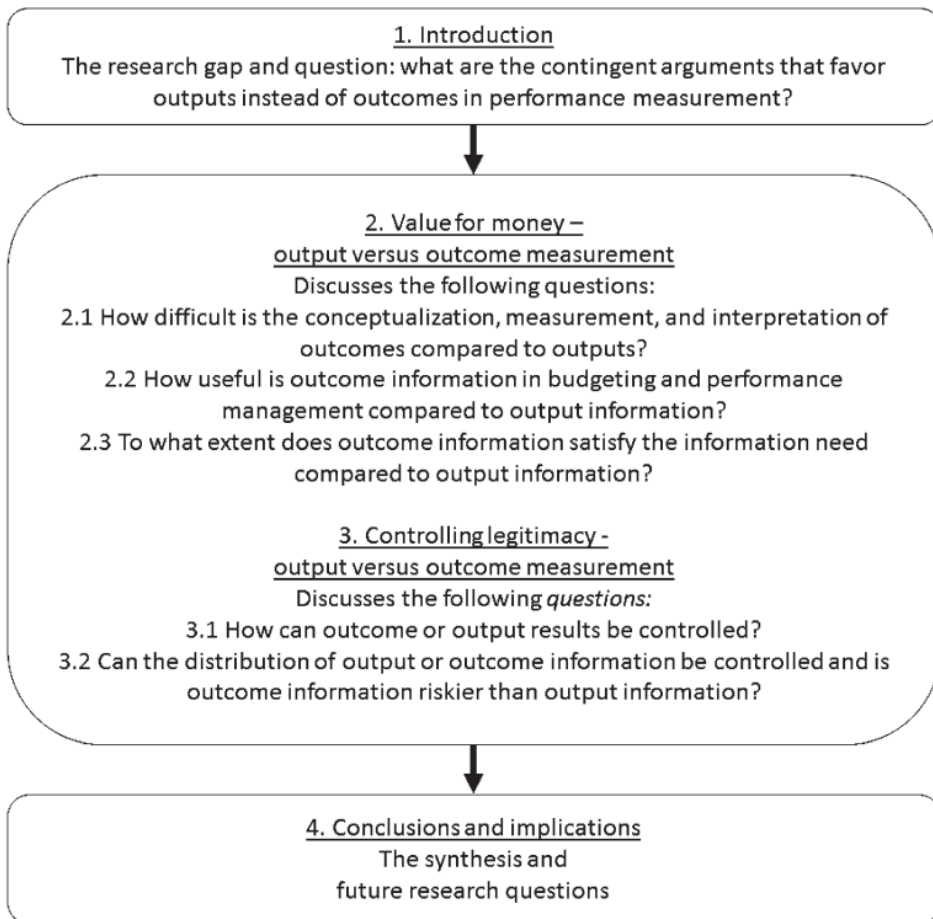 1. Introduction
The research gap and question: what are the contingent arguments that favor
outputs instead of outcomes in performance measurement?
2. Value for money –
output versus outcome measurement
Discusses the following questions:
2.1 How difficult is the conceptualization, measurement, and interpretation of
outcomes compared to outputs?
2.2 How useful is outcome information in budgeting and performance
management compared to output information?
2.3 To what extent does outcome information satisfy the information need
compared to output information?
3. Controlling legitimacy -
output versus outcome measurement
Discusses the following questions:
3.1 How can outcome or output results be controlled?
3.2 Can the distribution of output or outcome information be controlled and is
outcome information riskier than output information?
4. Conclusions and implications
The synthesis and
future research questions